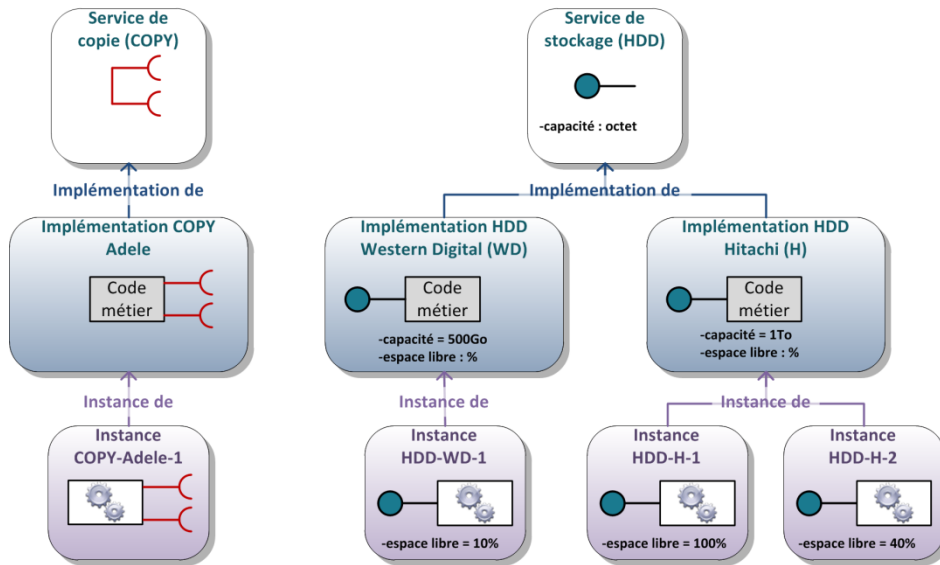 Service de
copie (COPY)
Service de
stockage (HDD)
-capacité : octet
Implémentation de
Implémentation de
Implémentation COPY
Adele
Code
métier
Implémentation HDD
Western Digital (WD)
Code
métier
-capacité = 500Go
-espace libre : %
Implémentation HDD
Hitachi (H)
Code
métier
-capacité = 1To
-espace libre : %
Instance de
Instance de
Instance de
Instance
COPY-Adele-1
Instance
HDD-WD-1
-espace libre = 10%
Instance
HDD-H-1
-espace libre = 100%
Instance
HDD-H-2
-espace libre = 40%